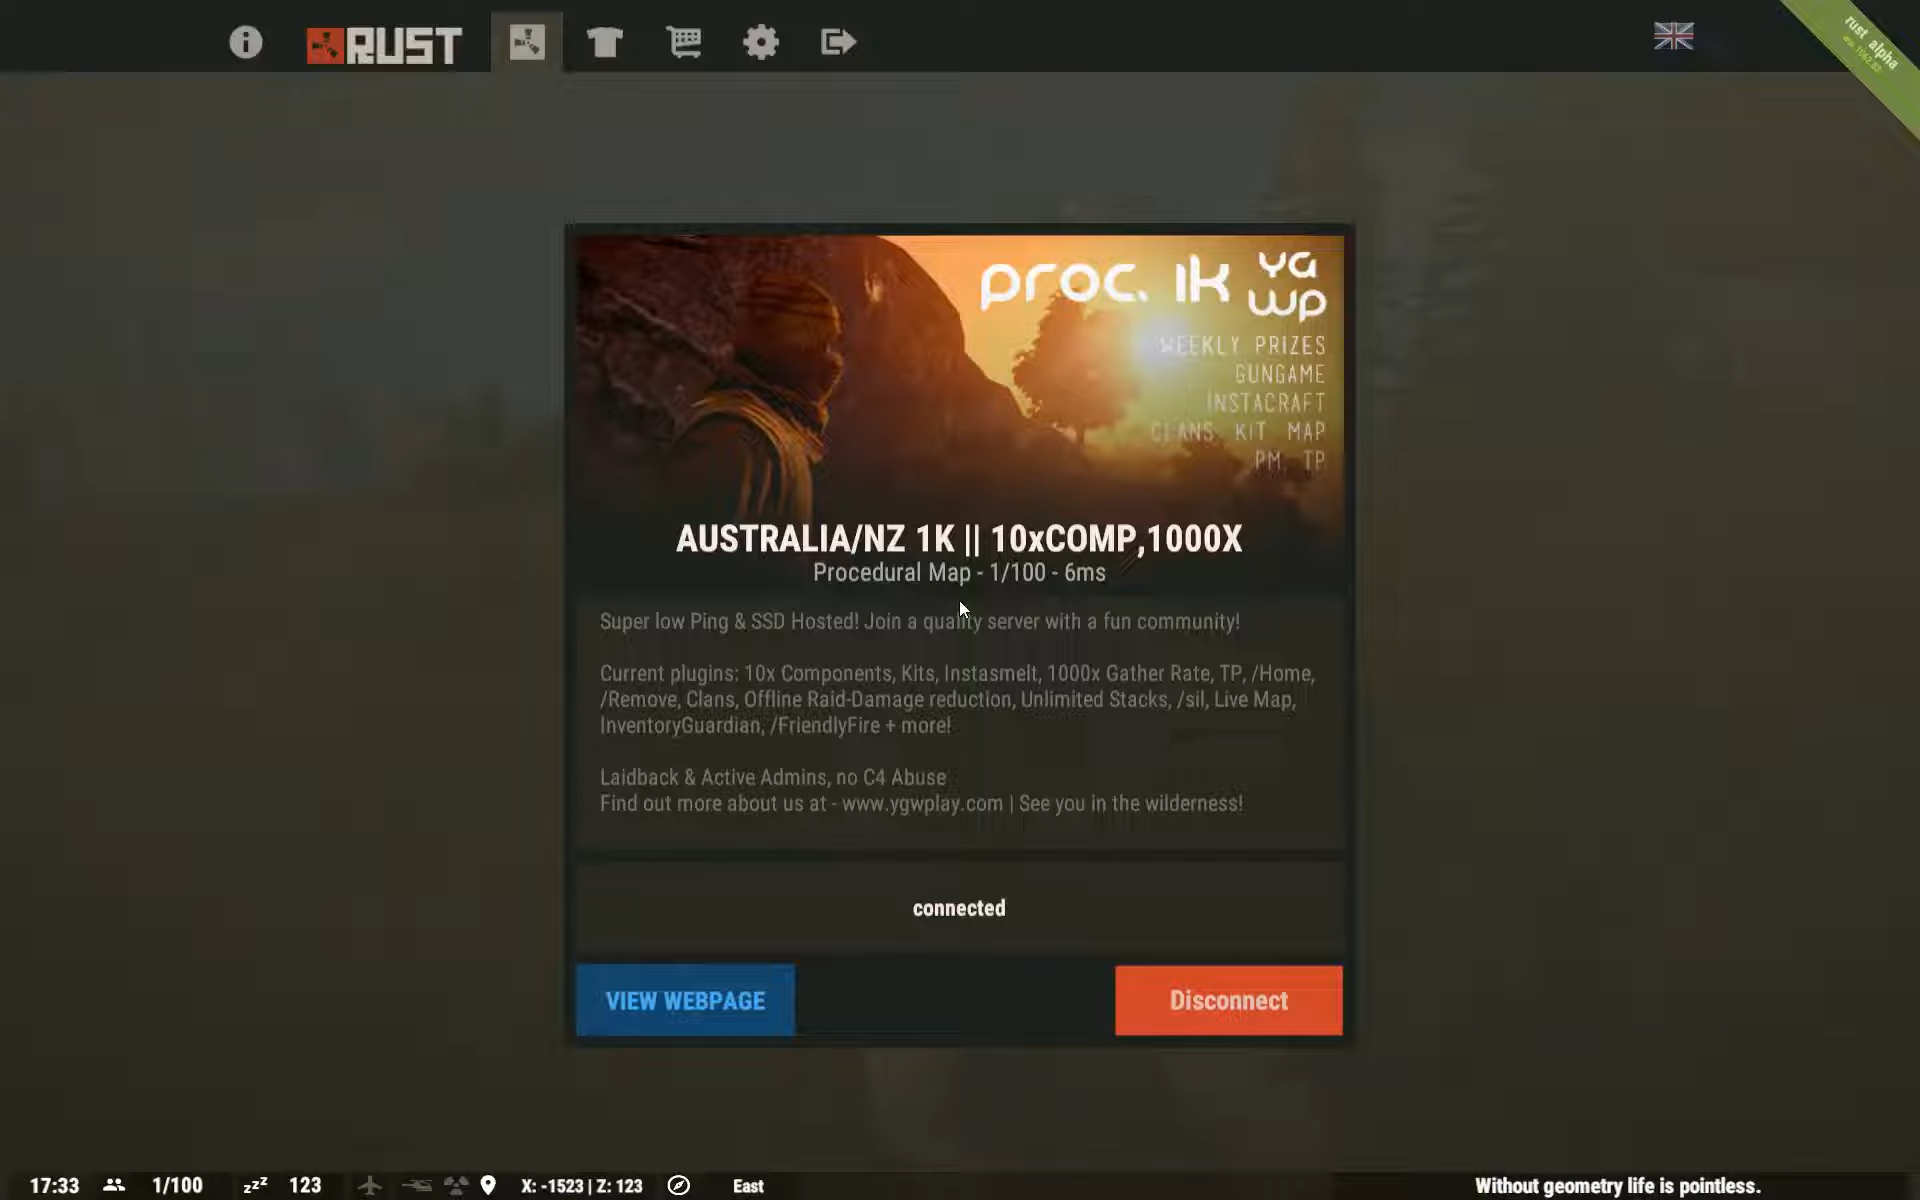 RUST
rust alpha
proc. 1k YG WP
WEEKLY PRIZES
GUNGAME
INSTACRAFT
CLANS KIT MAP
PM TP
AUSTRALIA/NZ 1K || 10xCOMP,1000X
Procedural Map - 1/100 - 6ms
Super low Ping & SSD Hosted! Join a quality server with a fun community!
Current plugins: 10x Components, Kits, Instasmelt, 1000x Gather Rate, TP, /Home,
/Remove, Clans, Offline Raid-Damage reduction, Unlimited Stacks, /sil, Live Map,
InventoryGuardian, /FriendlyFire + more!
Laidback & Active Admins, no C4 Abuse
Find out more about us at - www.ygwplay.com | See you in the wilderness!
connected
VIEW WEBPAGE
Disconnect
17:33 1/100 zzz 123 X: -1523 | Z: 123 East
Without geometry life is pointless.